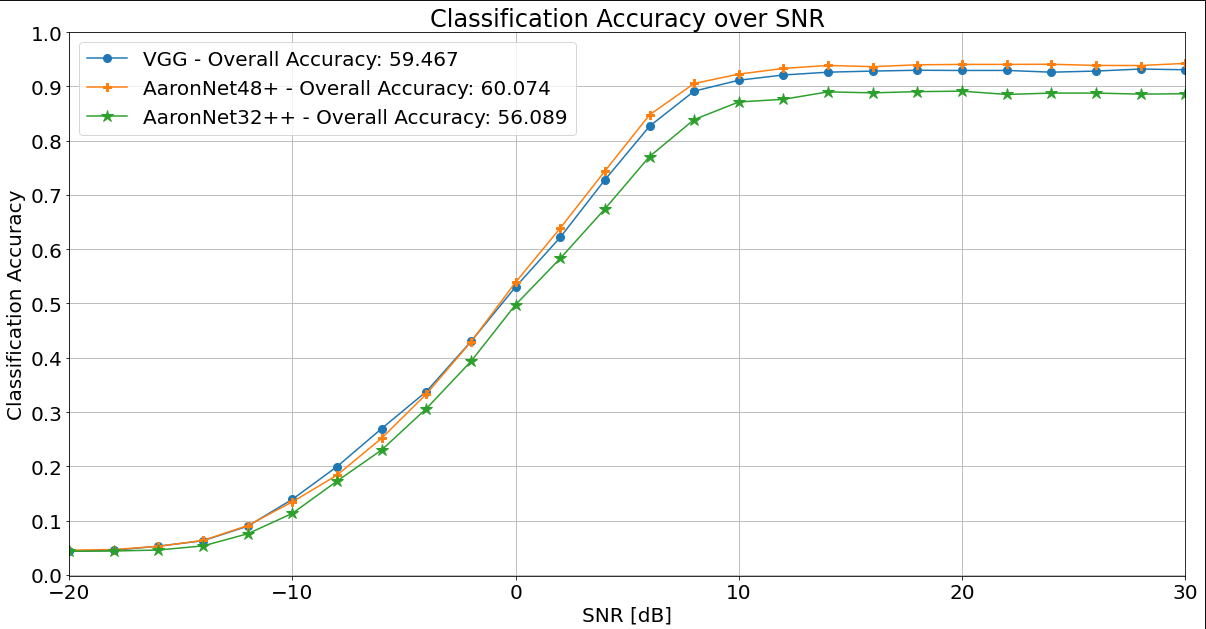 Classification Accuracy over SNR
VGG - Overall Accuracy: 59.467
AaronNet48+ - Overall Accuracy: 60.074
AaronNet32++ - Overall Accuracy: 56.089
Classification Accuracy
1.0
0.9
0.8
0.7
0.6
0.5
0.4
0.3
0.2
0.1
0.0
−20 −10 0 10 20 30
SNR [dB]